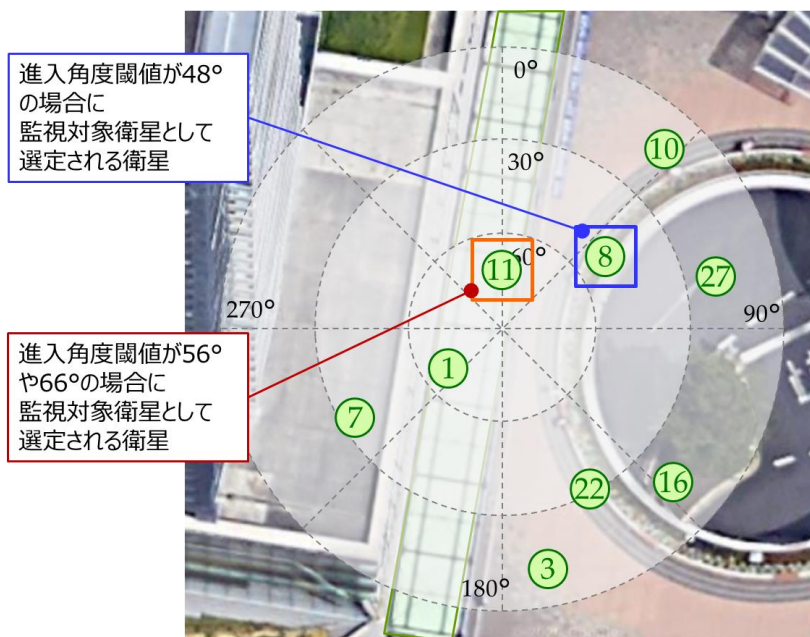 進入角度閾値が48°
の場合に
監視対象衛星として
選定される衛星
0°
10
30°
8
60°
11
27
270°
90°
進入角度閾値が56°
や66°の場合に
監視対象衛星として
選定される衛星
1
7
16
22
3
180°